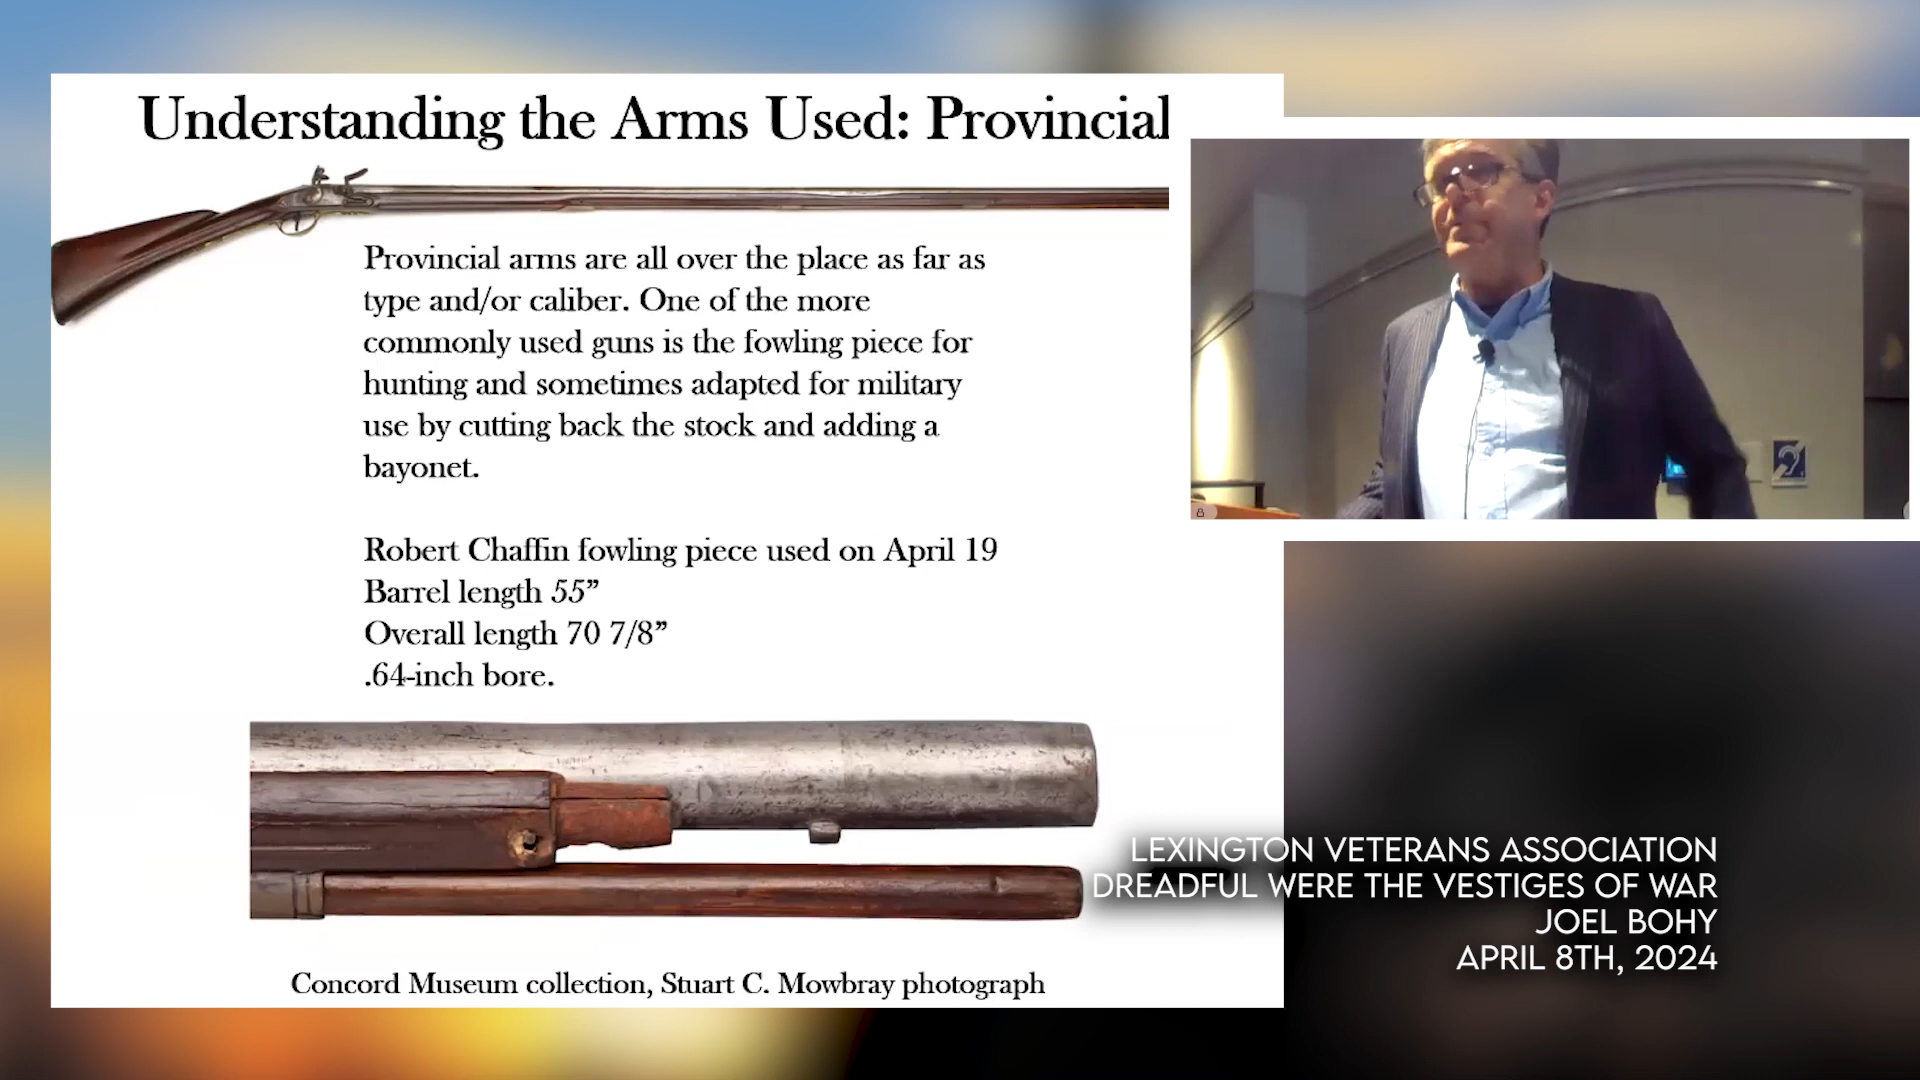 Understanding the Arms Used: Provincial
Provincial arms are all over the place as far as
type and/or caliber. One of the more
commonly used guns is the fowling piece for
hunting and sometimes adapted for military
use by cutting back the stock and adding a
bayonet.
Robert Chaffin fowling piece used on April 19
Barrel length 55”
Overall length 70 7/8”
.64-inch bore.
Concord Museum collection, Stuart C. Mowbray photograph
LEXINGTON VETERANS ASSOCIATION
DREADFUL WERE THE VESTIGES OF WAR
JOEL BOHY
APRIL 8TH, 2024